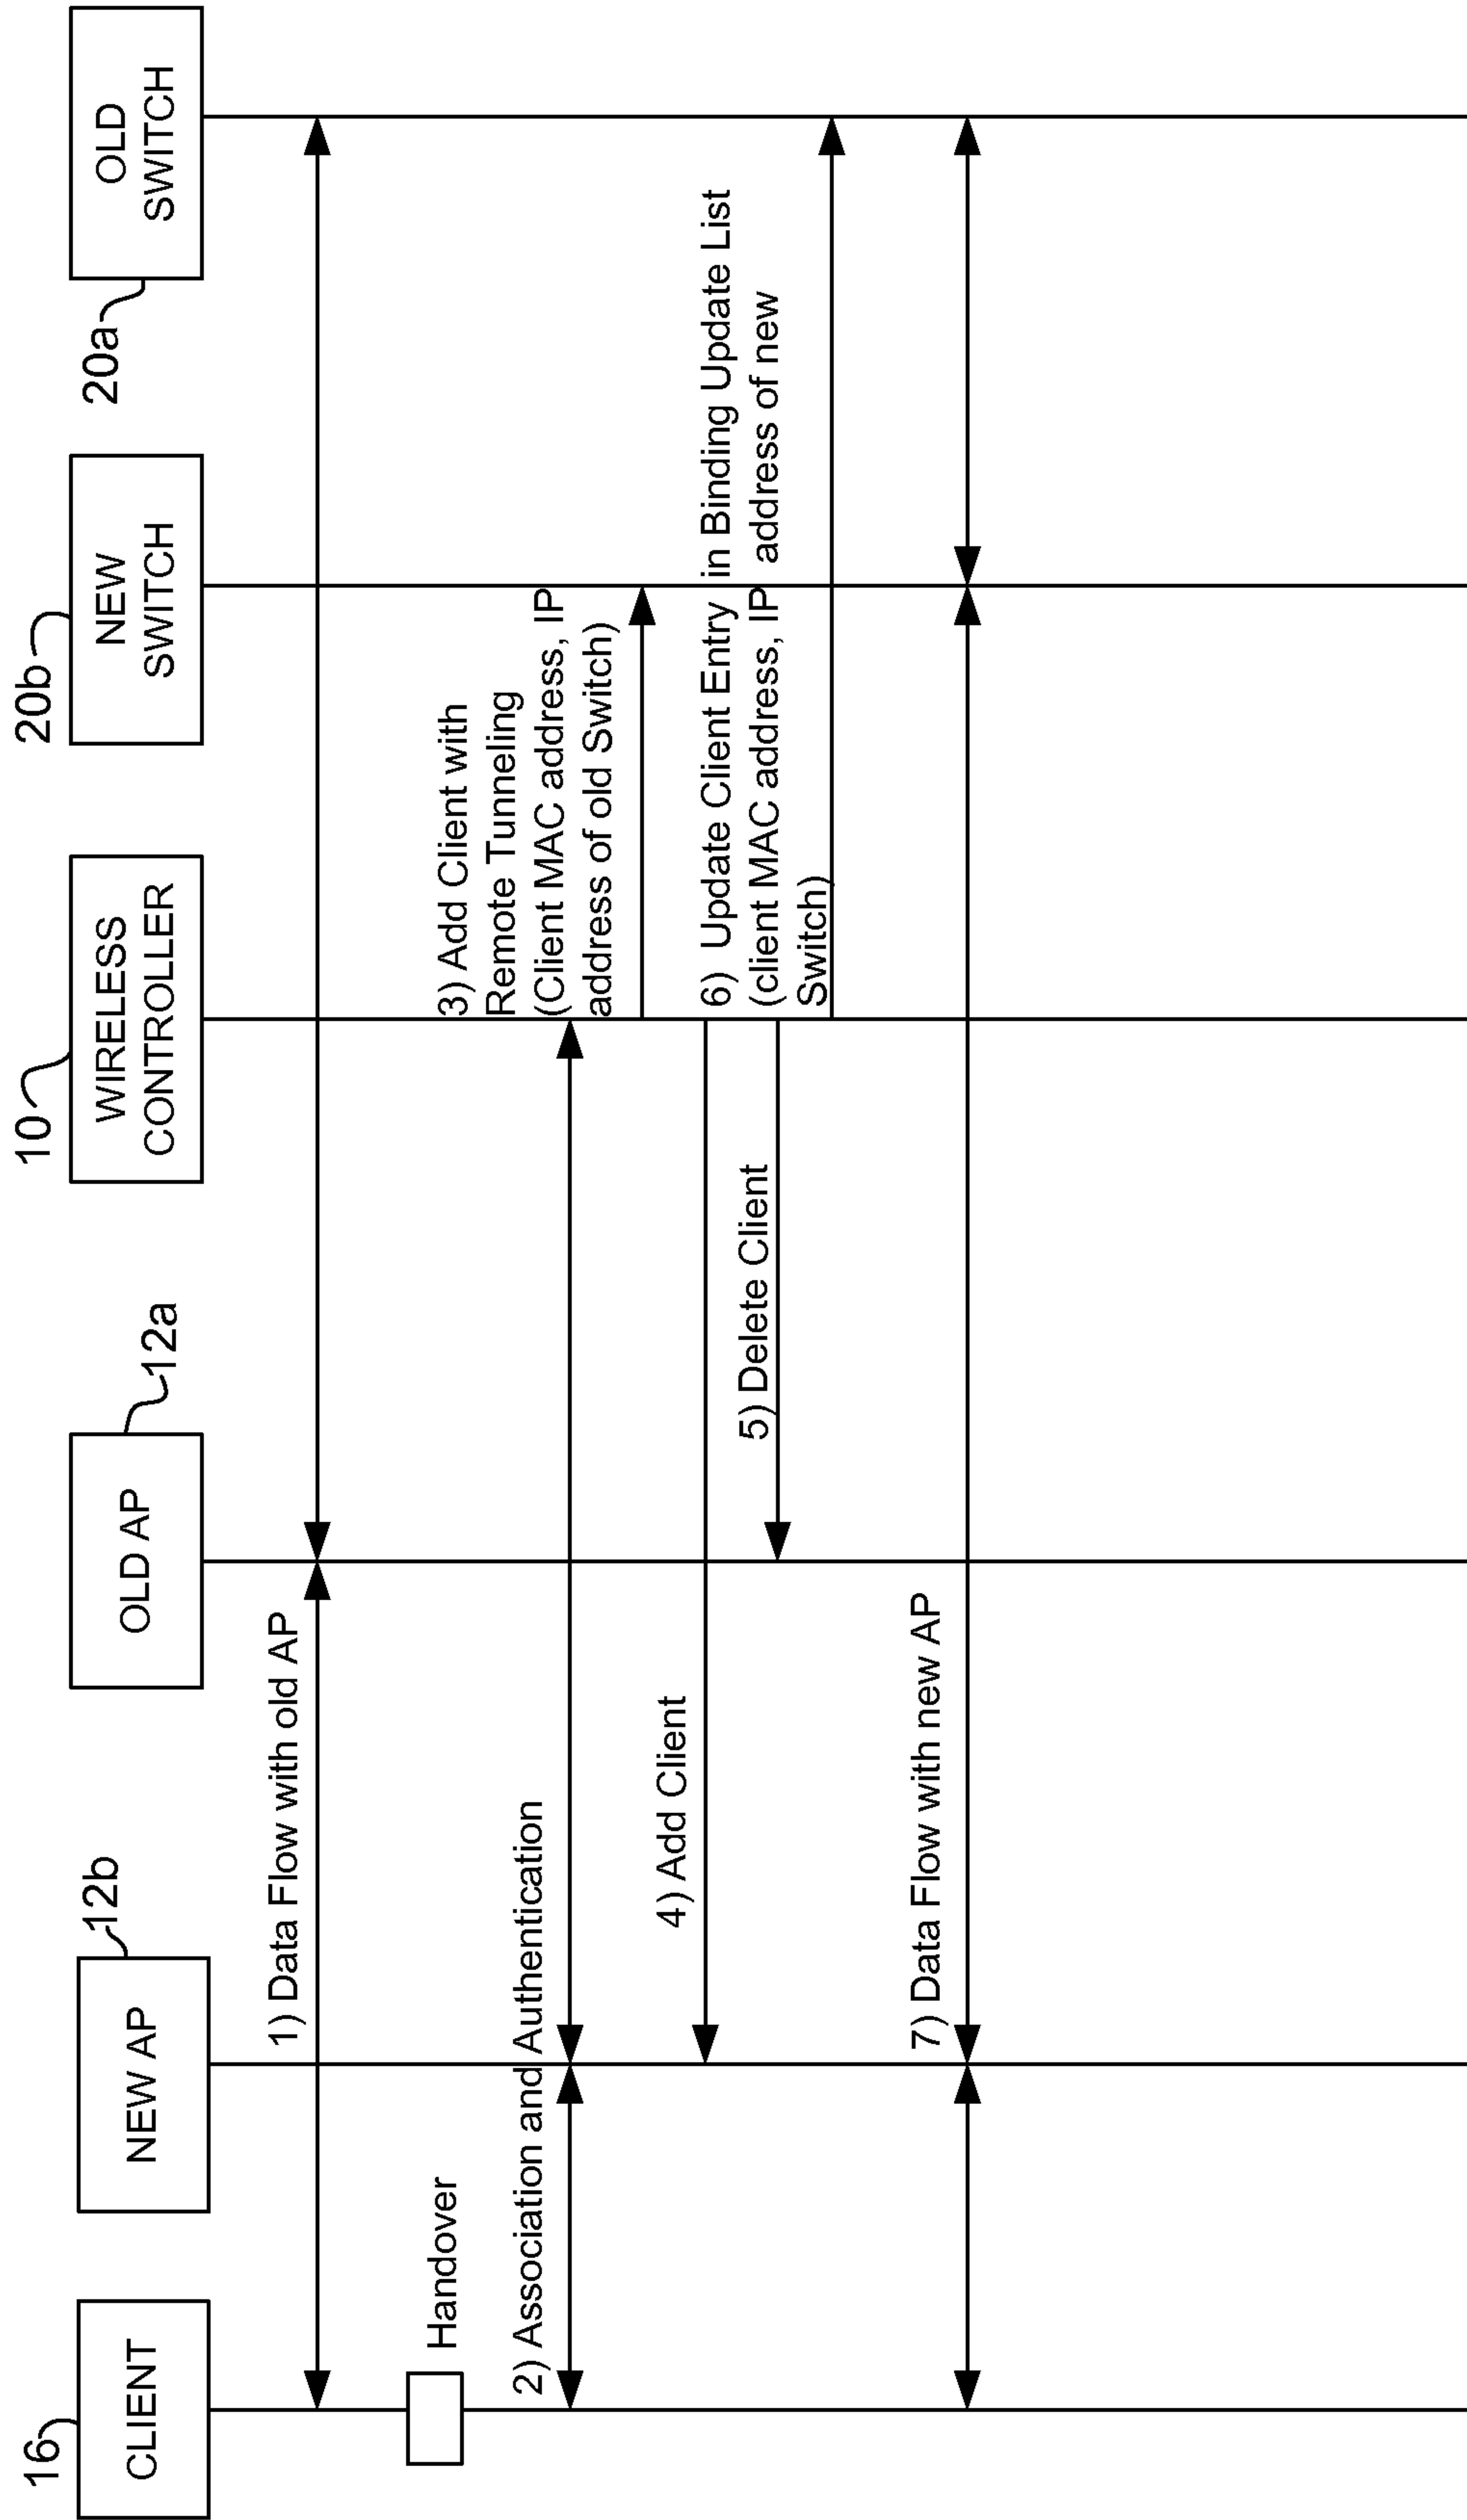 16
CLIENT
12b
NEW AP
OLD AP
12a
10
WIRELESS
CONTROLLER
20b
NEW
SWITCH
20a
OLD
SWITCH
1) Data Flow with old AP
Handover
2) Association and Authentication
3) Add Client with
Remote Tunneling
(Client MAC address, IP
address of old Switch)
4) Add Client
5) Delete Client
6) Update Client Entry in Binding Update List
(client MAC address, IP address of new
Switch)
7) Data Flow with new AP